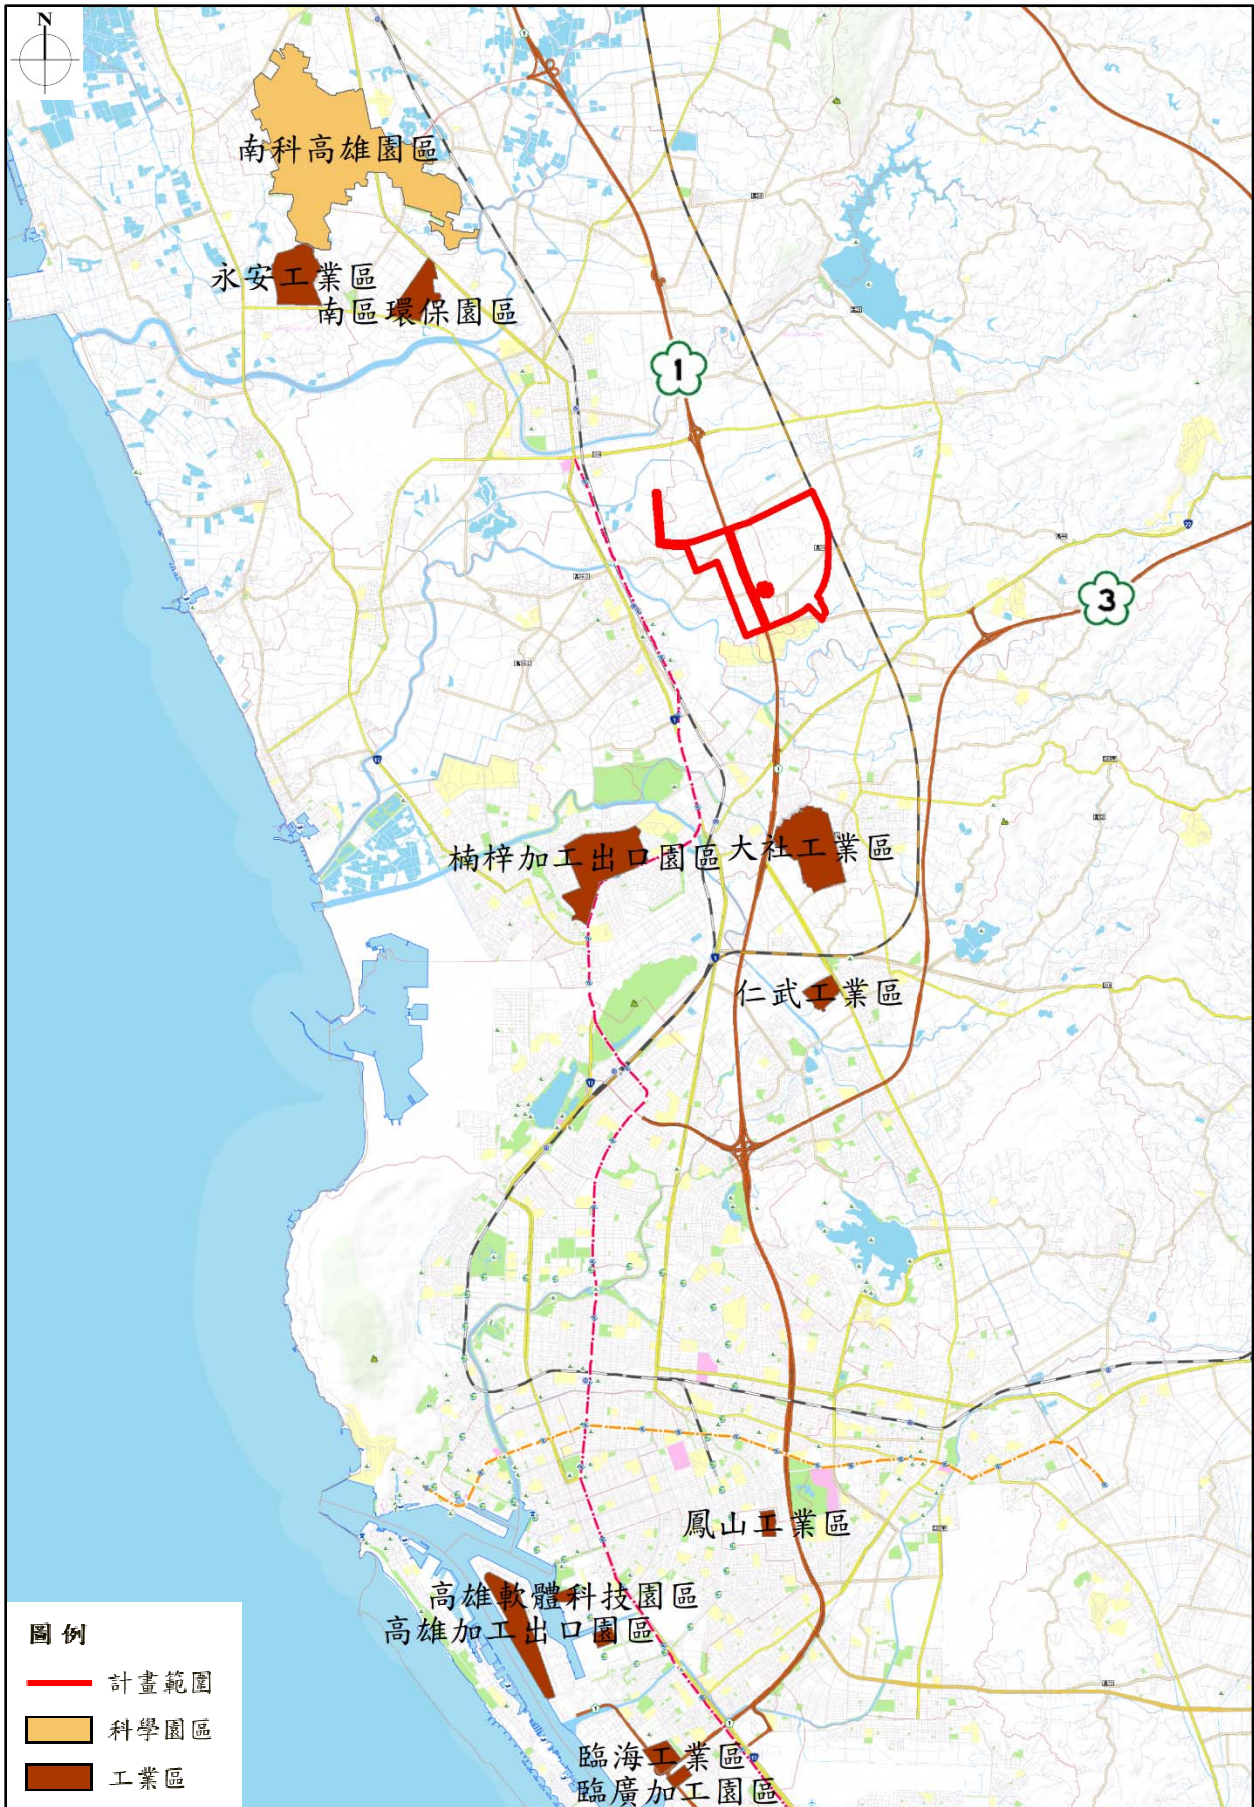 N
南科高雄園區
永安工業區
南區環保園區
1
3
楠梓加工出口園區
大社工業區
仁武工業區
鳳山工業區
高雄軟體科技園區
高雄加工出口園區
臨海工業區
臨廣加工園區
圖例
計畫範圍
科學園區
工業區